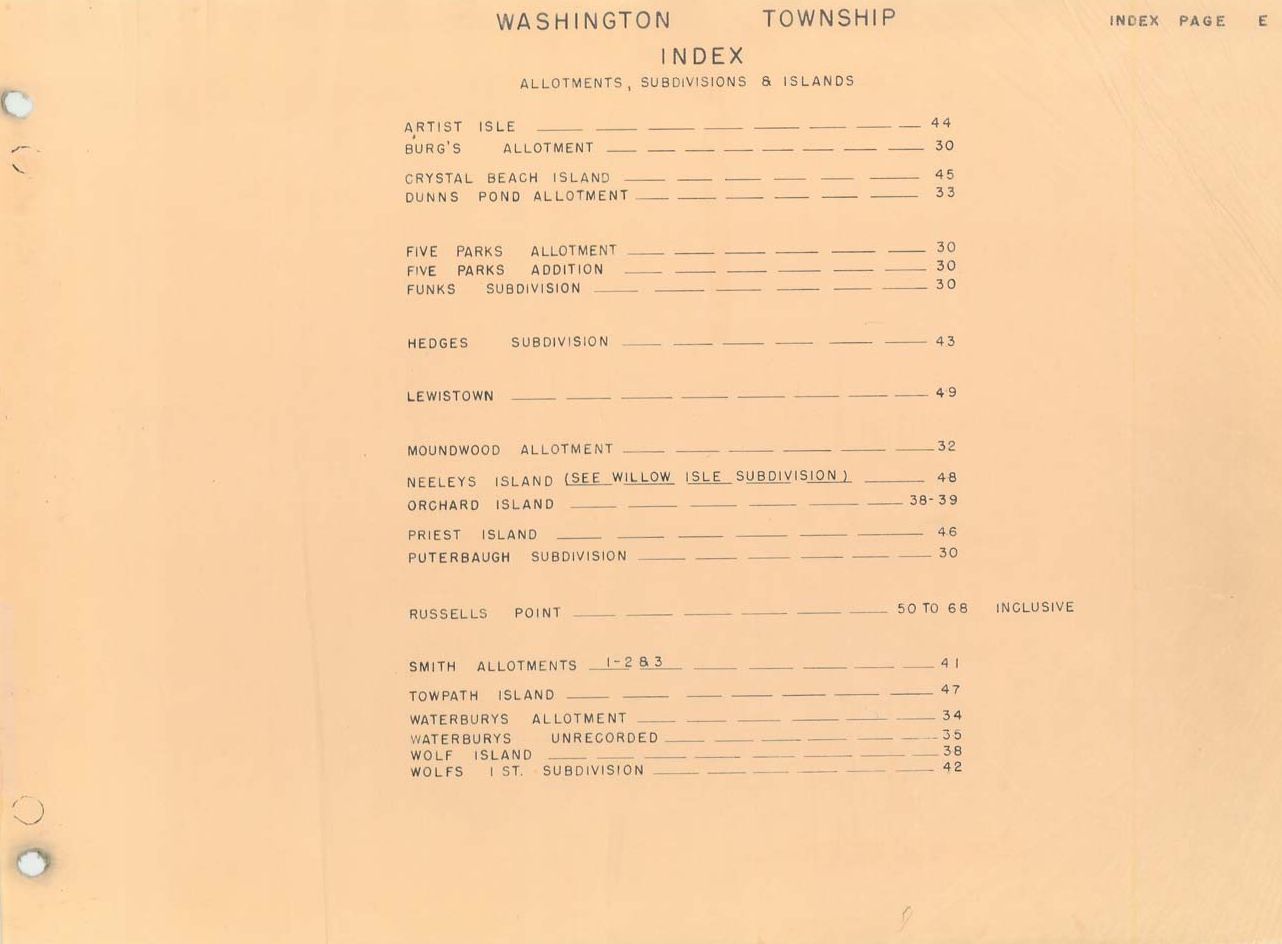 WASHINGTON TOWNSHIP INDEX PAGE E
INDEX
ALLOTMENTS, SUBDIVISIONS & ISLANDS
ARTIST ISLE 44
BURG'S ALLOTMENT 30
CRYSTAL BEACH ISLAND 45
DUNNS POND ALLOTMENT 33
FIVE PARKS ALLOTMENT 30
FIVE PARKS ADDITION 30
FUNKS SUBDIVISION 30
HEDGES SUBDIVISION 43
LEWISTOWN 49
MOUNDWOOD ALLOTMENT 32
NEELEYS ISLAND (SEE WILLOW ISLE SUBDIVISION) 48
ORCHARD ISLAND 38-39
PRIEST ISLAND 46
PUTERBAUGH SUBDIVISION 30
RUSSELLS POINT 50 TO 68 INCLUSIVE
SMITH ALLOTMENTS 1-2 & 3 41
TOWPATH ISLAND 47
WATERBURYS ALLOTMENT 34
WATERBURYS UNRECORDED 35
WOLF ISLAND 38
WOLFS 1 ST. SUBDIVISION 42